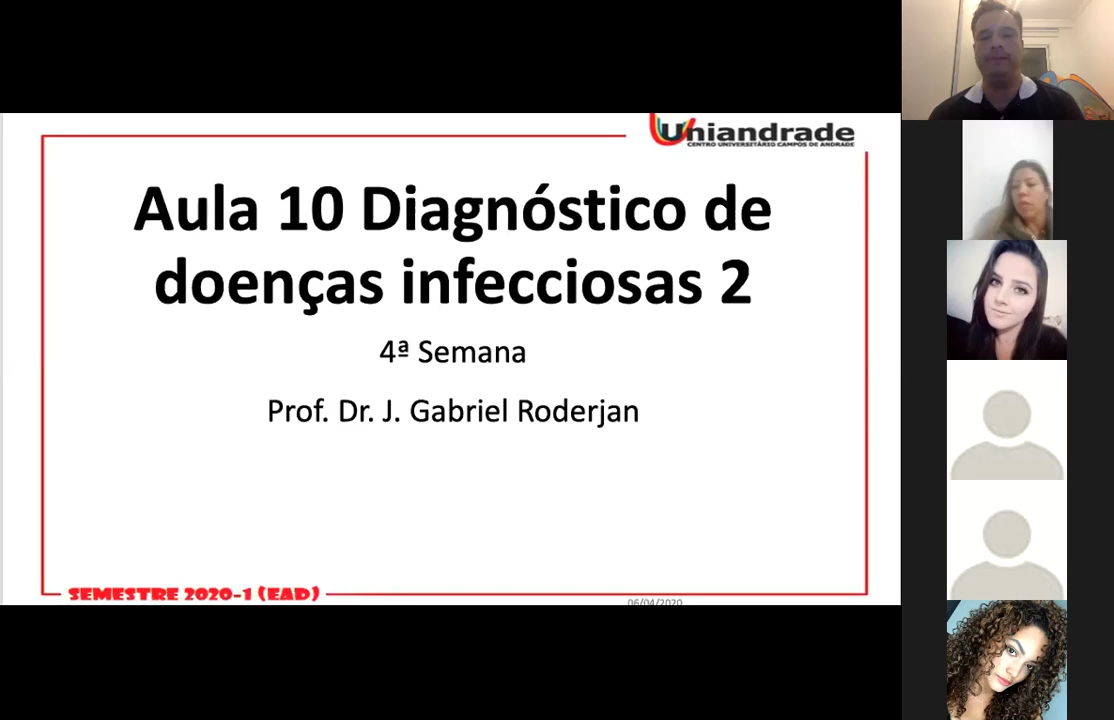 Uniandrade
CENTRO UNIVERSITÁRIO CAMPOS DE ANDRADE
Aula 10 Diagnóstico de
doenças infecciosas 2
4ª Semana
Prof. Dr. J. Gabriel Roderjan
SEMESTRE 2020-1 (EAD)
06/04/2020